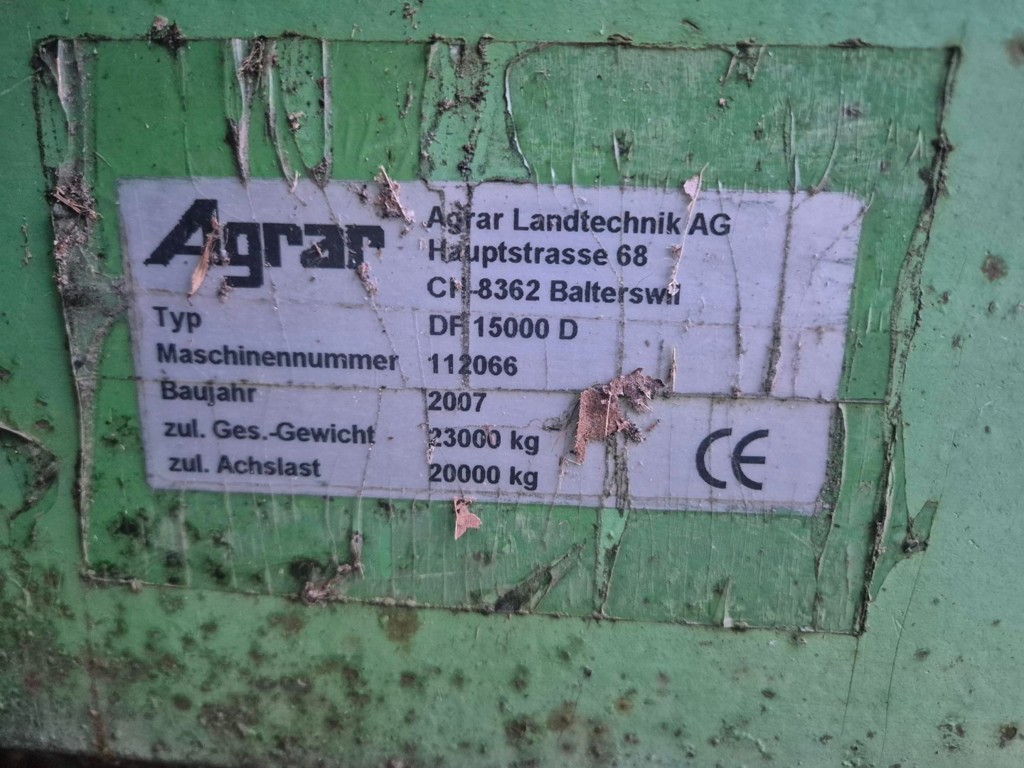 Agrar
Agrar Landtechnik AG
Hauptstrasse 68
CH-8362 Balterswil
Typ DF 15000 D
Maschinennummer 112066
Baujahr 2007
zul. Ges.-Gewicht 23000 kg
zul. Achslast 20000 kg
CE